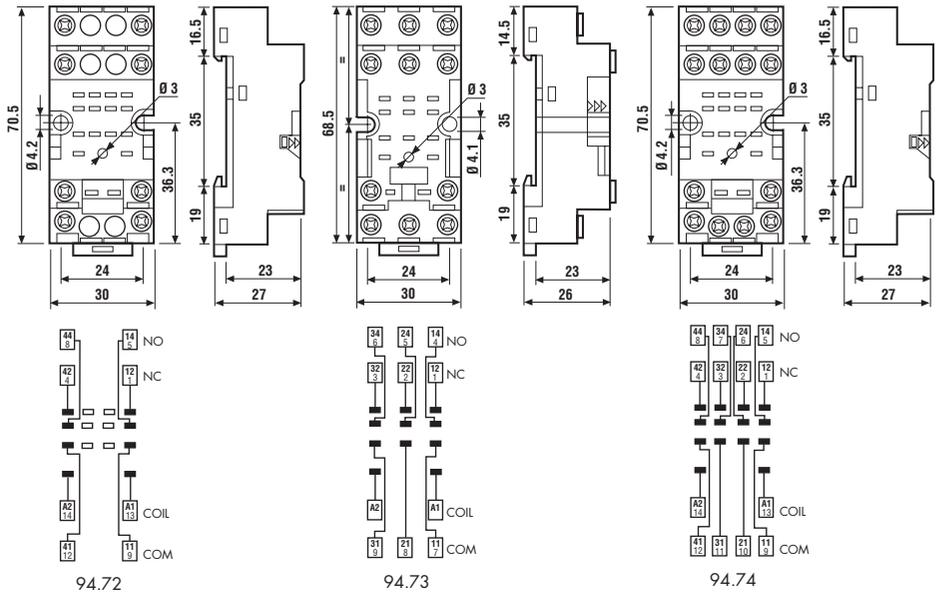 70.5
Ø 4.2
Ø 3
36.3
24
30
16.5
35
19
23
27
68.5
=
=
Ø 3
Ø 4.1
24
30
14.5
35
19
23
26
70.5
Ø 4.2
Ø 3
36.3
24
30
16.5
35
19
23
27
44 14 NO
8 5
42 12 NC
4 1
A2 A1 COIL
14 13
41 11 COM
12 9
94.72
34 24 14 NO
6 5 4
32 22 12 NC
3 2 1
A2 A1 COIL
31 21 11 COM
9 8 7
94.73
44 34 24 14 NO
8 7 6 5
42 32 22 12 NC
4 3 2 1
A2 A1 COIL
14 13
41 31 21 11 COM
12 11 10 9
94.74